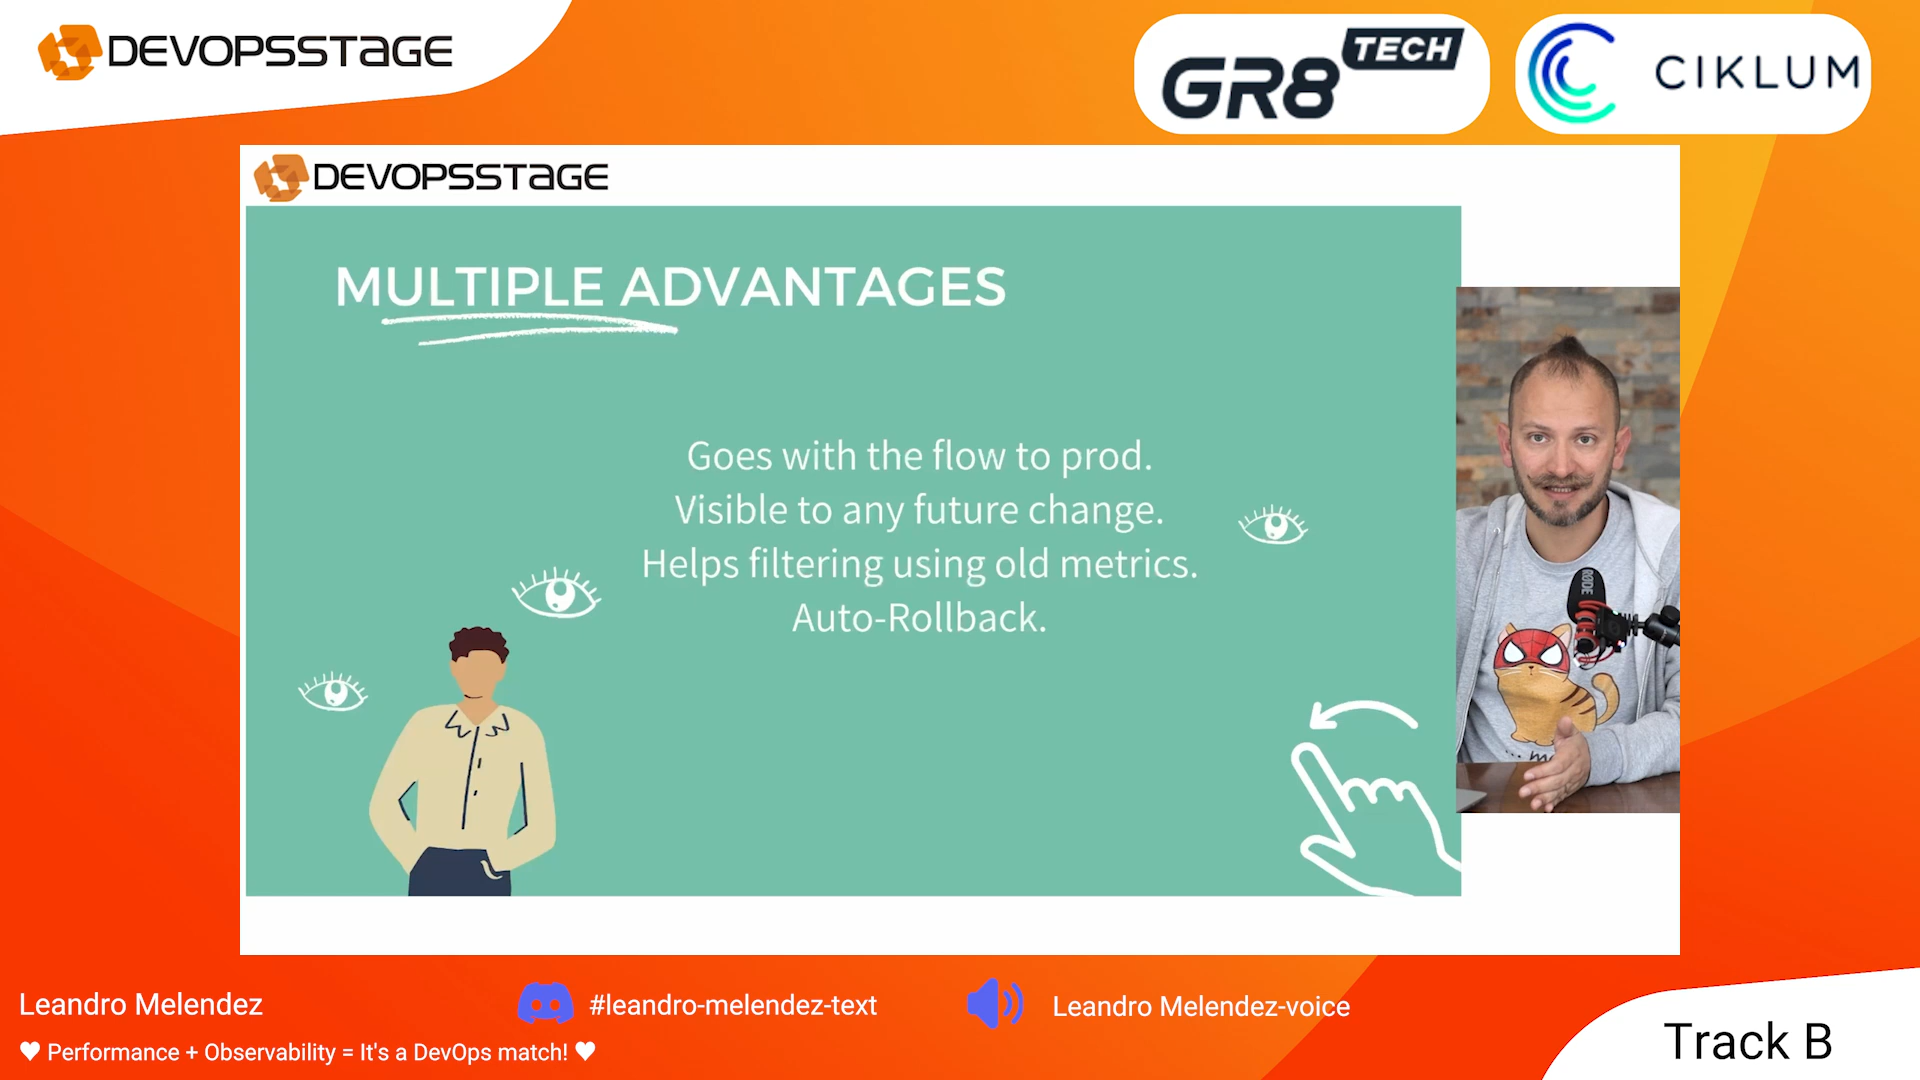 DEVOPSSTAGE
GR8 TECH
CIKLUM
DEVOPSSTAGE
MULTIPLE ADVANTAGES
Goes with the flow to prod.
Visible to any future change.
Helps filtering using old metrics.
Auto-Rollback.
RØDE
Leandro Melendez
#leandro-melendez-text
Leandro Melendez-voice
Performance + Observability = It's a DevOps match!
Track B